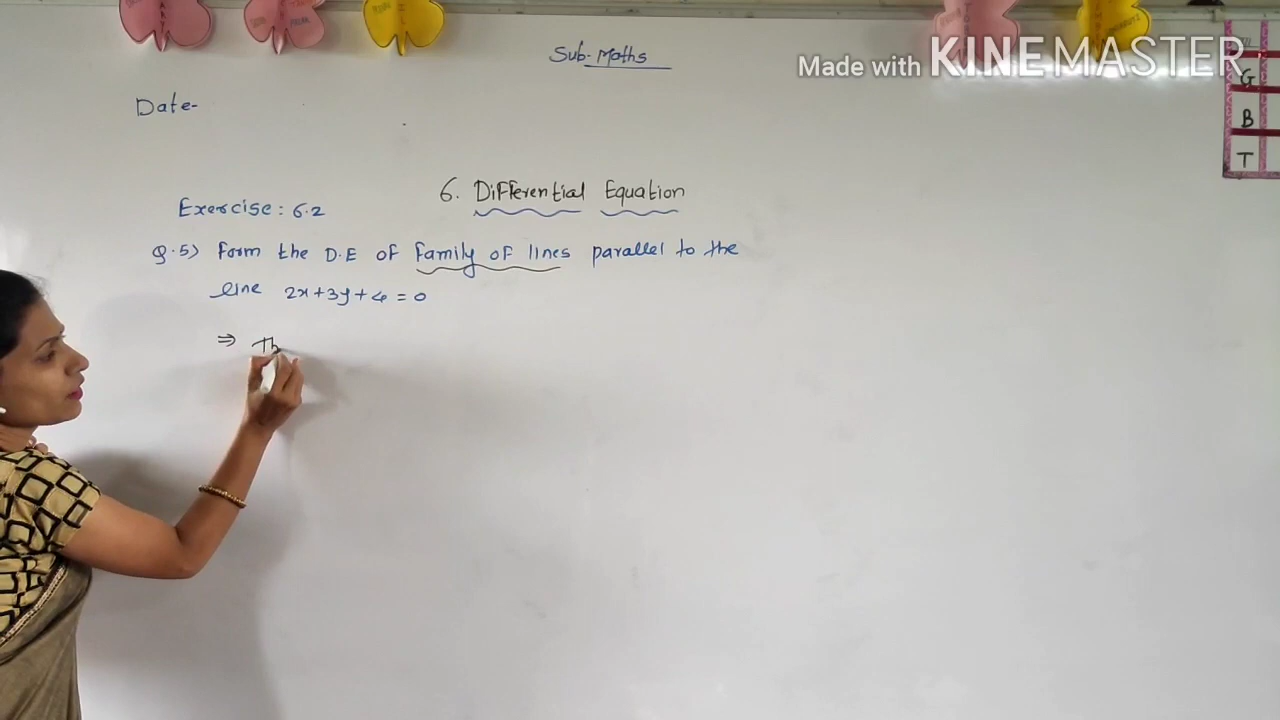 Sub- Maths
Made with KINEMASTER
Date-
G
B
T
6. Differential Equation
Exercise: 6.2
Q.5) Form the D.E of family of lines parallel to the
line 2x+3y+4=0
⇒ Th